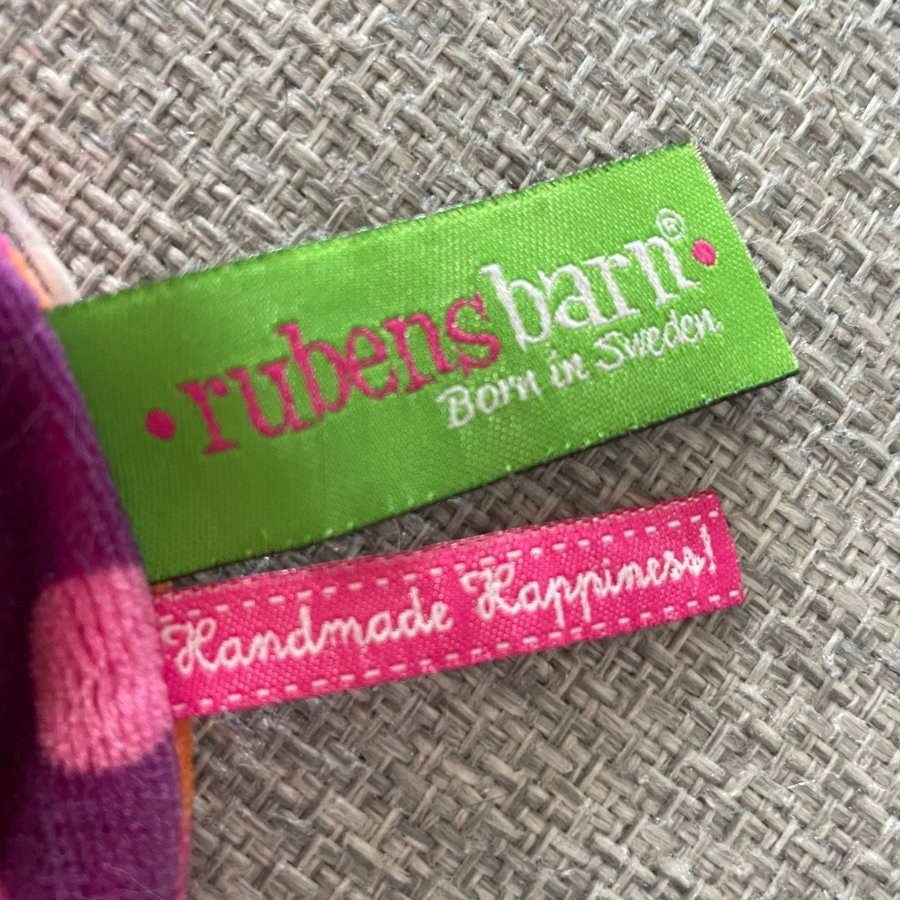 •rubensbarn®•
Born in Sweden
Handmade Happiness!